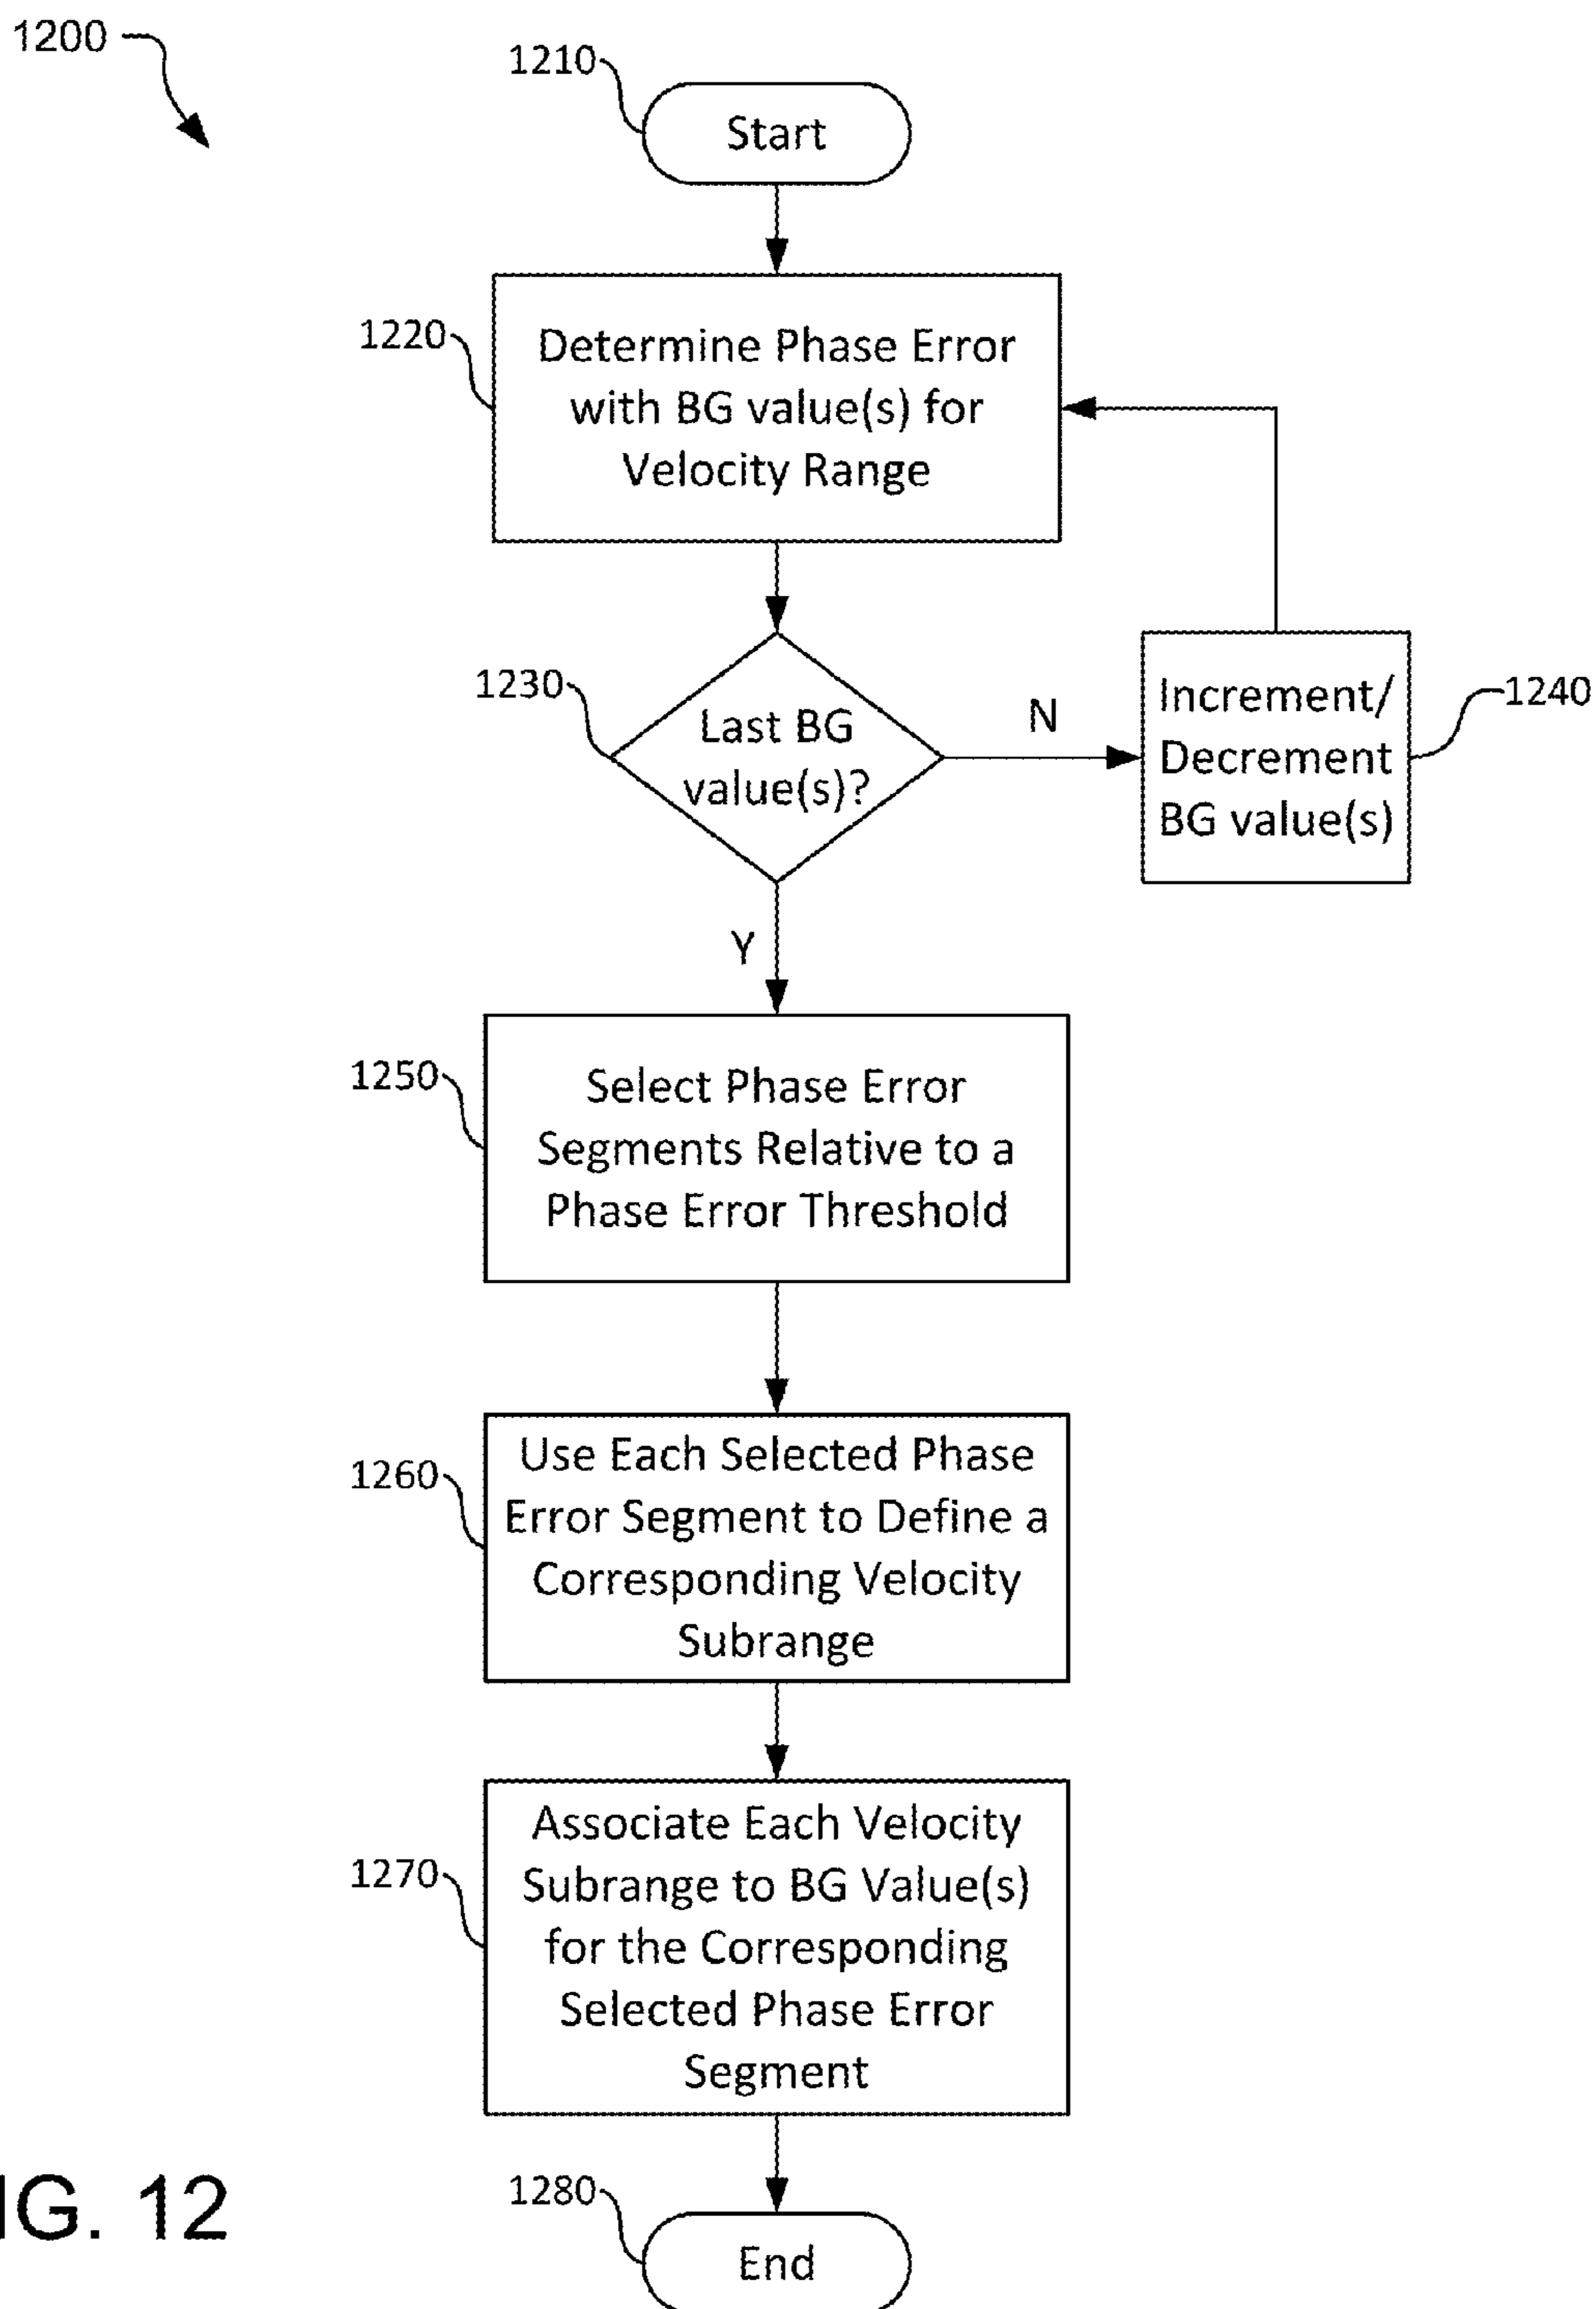 1200
1210
Start
1220
Determine Phase Error
with BG value(s) for
Velocity Range
1230
Last BG
value(s)?
N
Increment/
Decrement
BG value(s)
1240
Y
1250
Select Phase Error
Segments Relative to a
Phase Error Threshold
1260
Use Each Selected Phase
Error Segment to Define a
Corresponding Velocity
Subrange
1270
Associate Each Velocity
Subrange to BG Value(s)
for the Corresponding
Selected Phase Error
Segment
1280
End
IG. 12